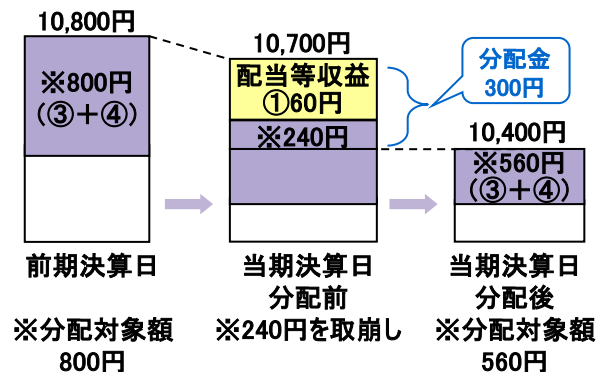 10,800円
※800円
(③+④)
10,700円
配当等収益
①60円
※240円
分配金
300円
10,400円
※560円
(③+④)
前期決算日
当期決算日
分配前
当期決算日
分配後
※分配対象額
800円
※240円を取崩し
※分配対象額
560円